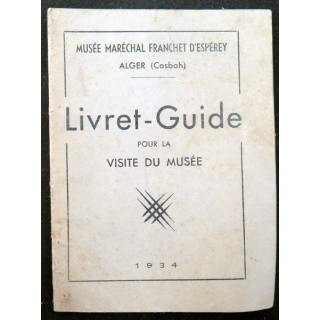 MUSÉE MARÉCHAL FRANCHET D'ESPÉREY
ALGER (Casbah)
Livret-Guide
POUR LA
VISITE DU MUSÉE
1934